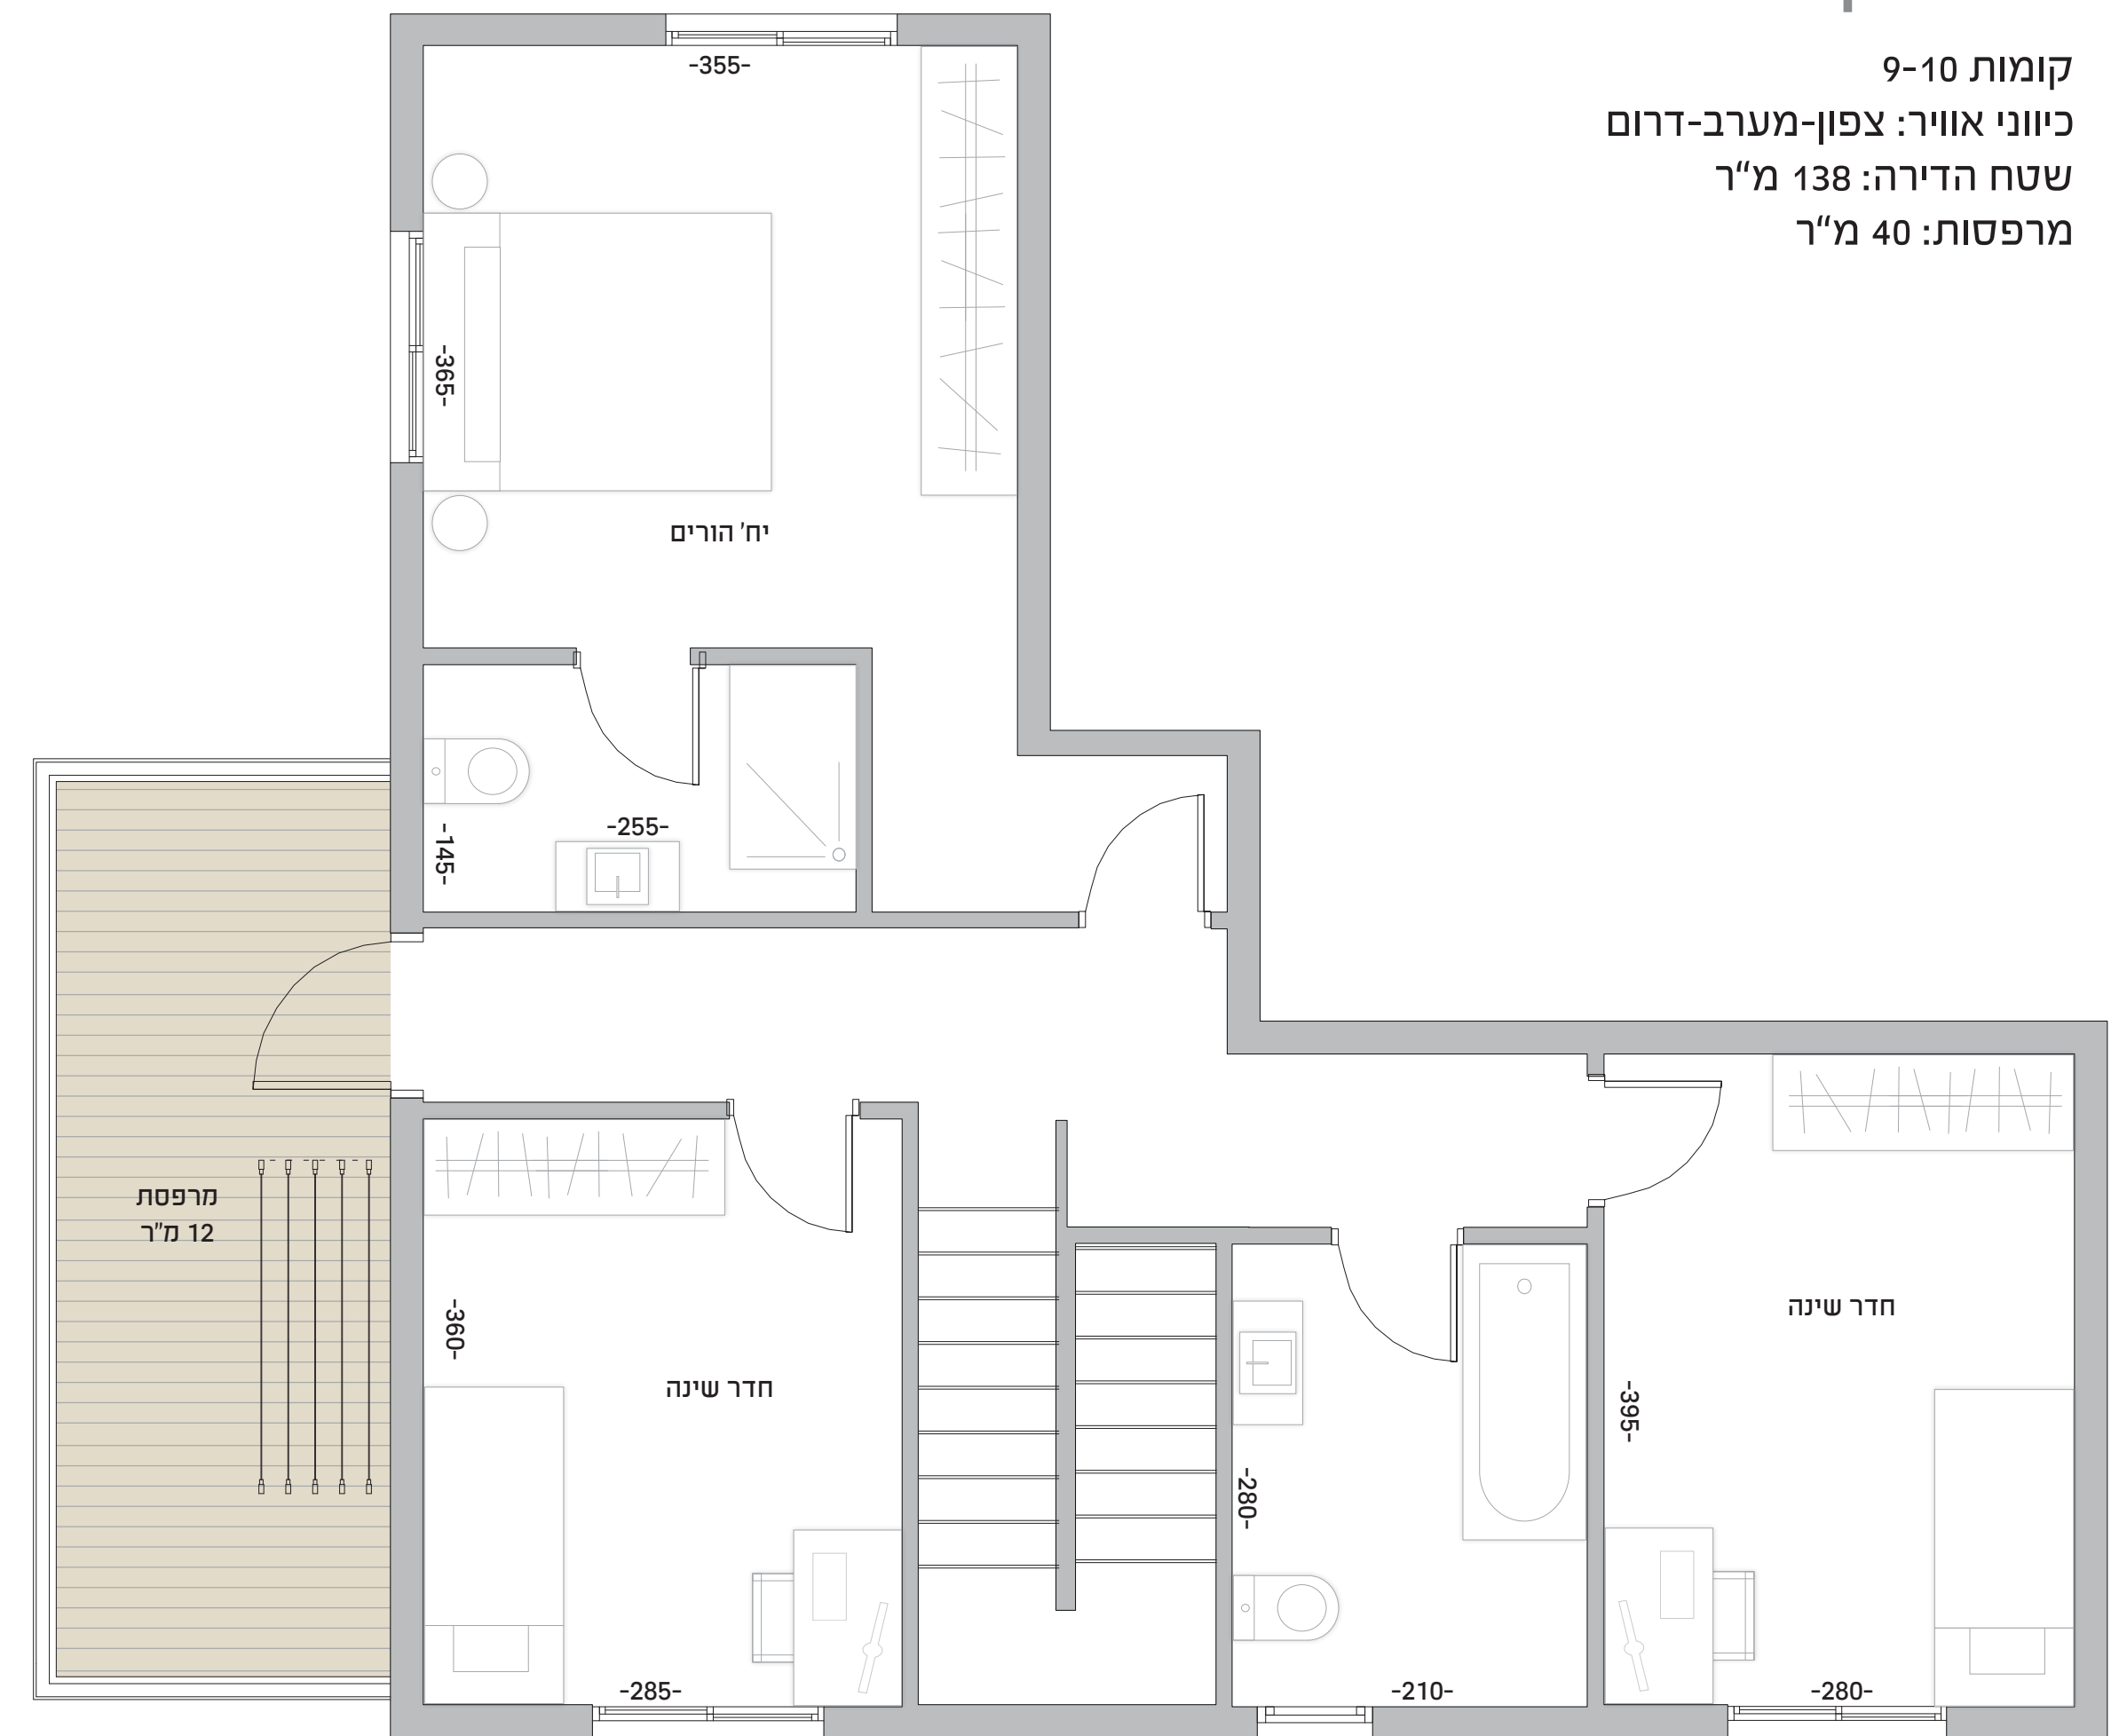 קומות 9-10
כיווני אוויר: צפון-מערב-דרום
שטח הדירה: 138 מ"ר
מרפסות: 40 מ"ר
-355-
-365-
יח' הורים
-255-
-145-
מרפסת
12 מ"ר
-360-
חדר שינה
-285-
-280-
-210-
חדר שינה
-395-
-280-